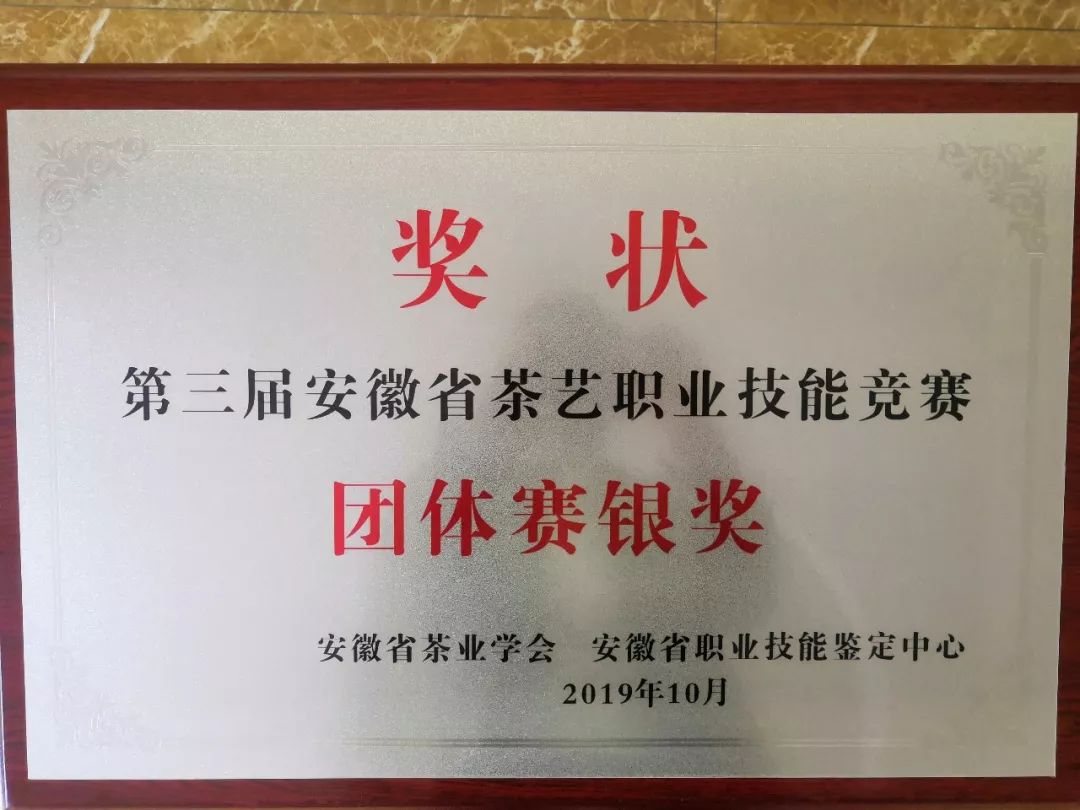 奖状
第三届安徽省茶艺职业技能竞赛
团体赛银奖
安徽省茶业学会 安徽省职业技能鉴定中心
2019年10月